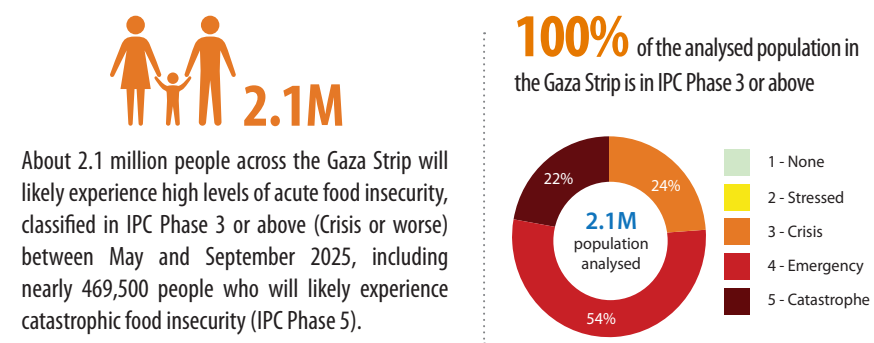 2.1M
About 2.1 million people across the Gaza Strip will
likely experience high levels of acute food insecurity,
classified in IPC Phase 3 or above (Crisis or worse)
between May and September 2025, including
nearly 469,500 people who will likely experience
catastrophic food insecurity (IPC Phase 5).
100% of the analysed population in
the Gaza Strip is in IPC Phase 3 or above
22%
24%
2.1M
population
analysed
54%
1 - None
2 - Stressed
3 - Crisis
4 - Emergency
5 - Catastrophe